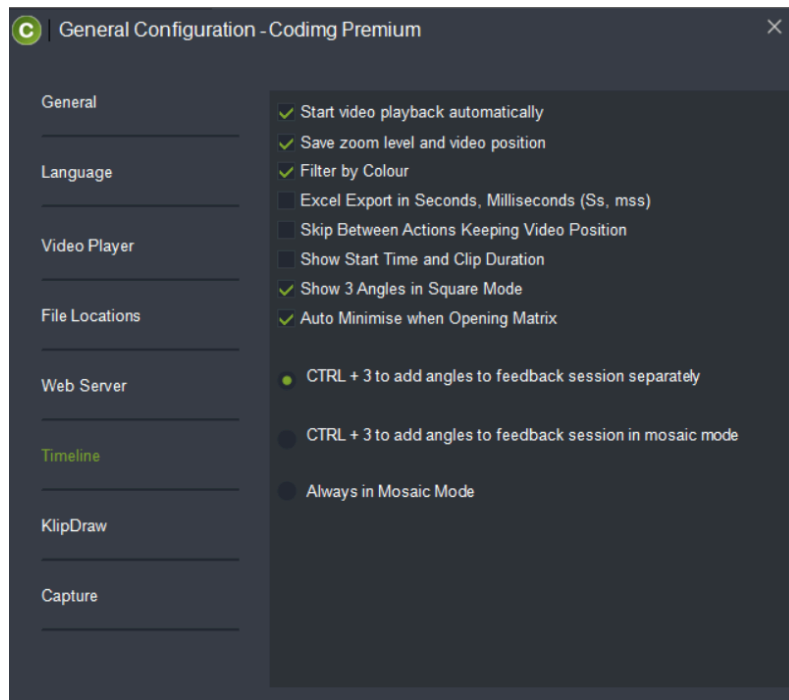 C General Configuration - Codimg Premium
General
Language
Video Player
File Locations
Web Server
Timeline
KlipDraw
Capture
Start video playback automatically
Save zoom level and video position
Filter by Colour
Excel Export in Seconds, Milliseconds (Ss, mss)
Skip Between Actions Keeping Video Position
Show Start Time and Clip Duration
Show 3 Angles in Square Mode
Auto Minimise when Opening Matrix
CTRL + 3 to add angles to feedback session separately
CTRL + 3 to add angles to feedback session in mosaic mode
Always in Mosaic Mode